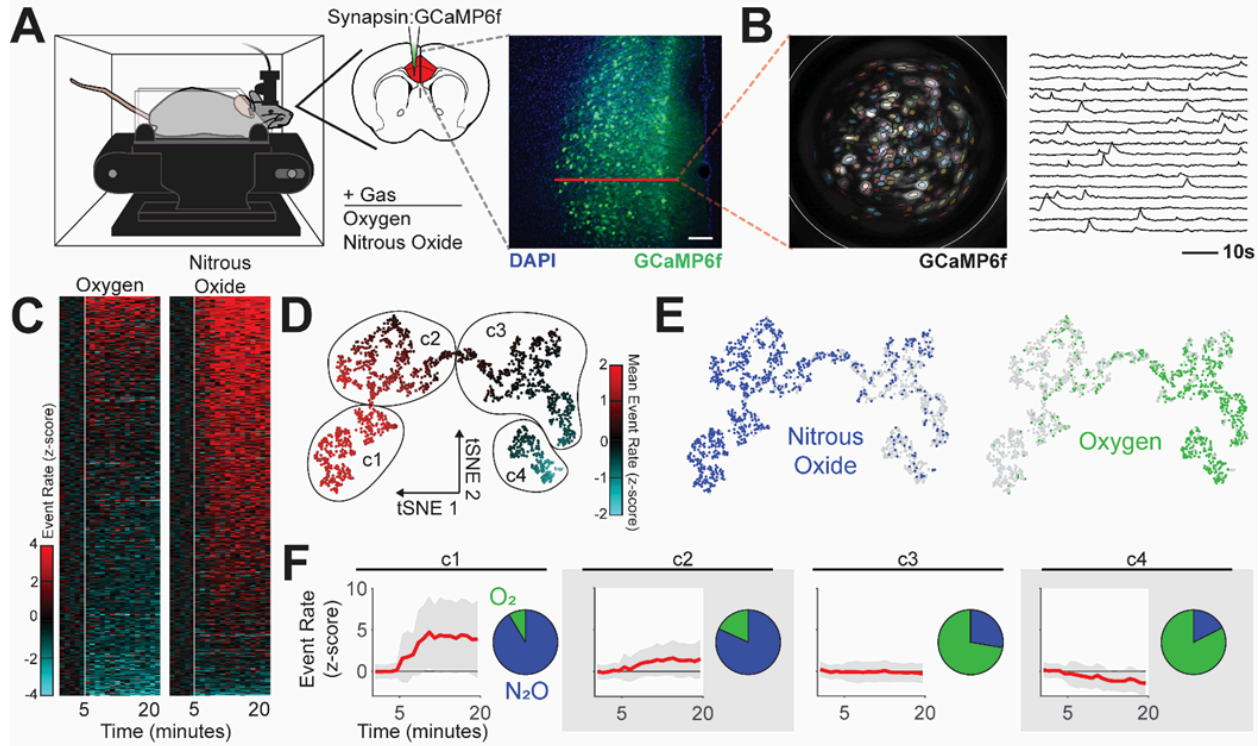 A
Synapsin:GCaMP6f
+ Gas
Oxygen
Nitrous Oxide
DAPI
GCaMP6f
B
GCaMP6f
10s
C
Oxygen
Nitrous
Oxide
Event Rate (z-score)
4
2
0
-2
-4
5
20
5
20
Time (minutes)
D
c2
c3
c1
c4
tSNE 2
tSNE 1
2
1
0
-1
-2
Mean Event Rate (z-score)
E
Nitrous
Oxide
Oxygen
F
c1
c2
c3
c4
Event Rate
(z-score)
10
5
0
O₂
N₂O
5
20
Time (minutes)
5
20
5
20
5
20